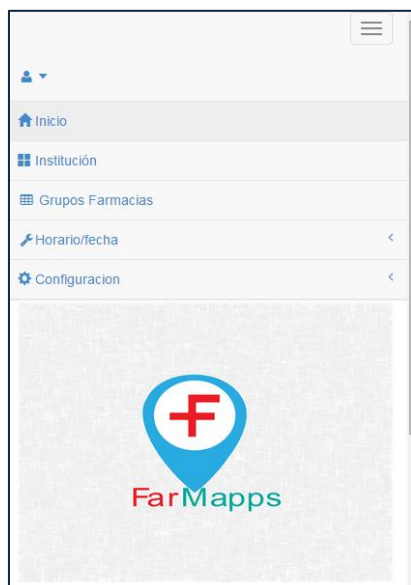 Inicio
Institución
Grupos Farmacias
Horario/fecha
Configuracion
FarMapps